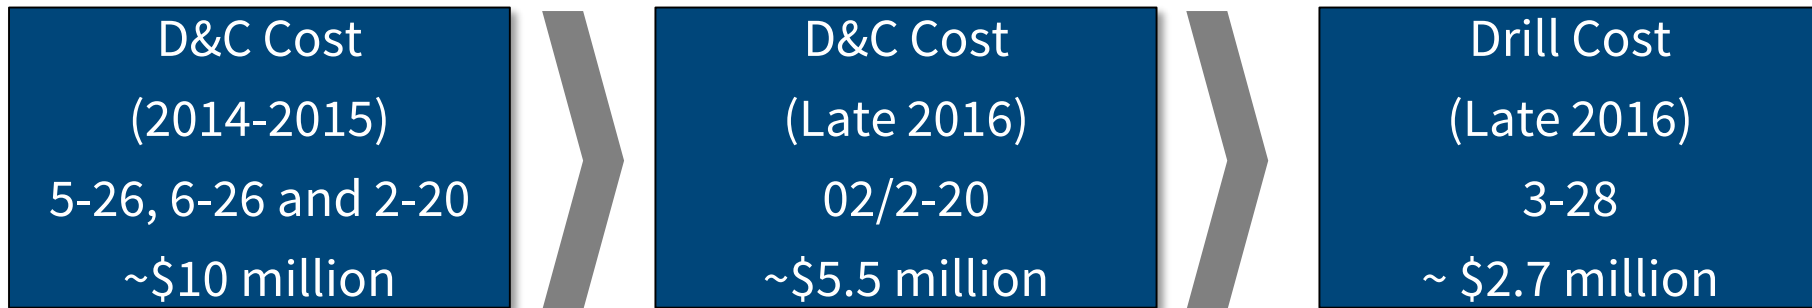 D&C Cost
(2014-2015)
5-26, 6-26 and 2-20
~$10 million
D&C Cost
(Late 2016)
02/2-20
~$5.5 million
Drill Cost
(Late 2016)
3-28
~ $2.7 million